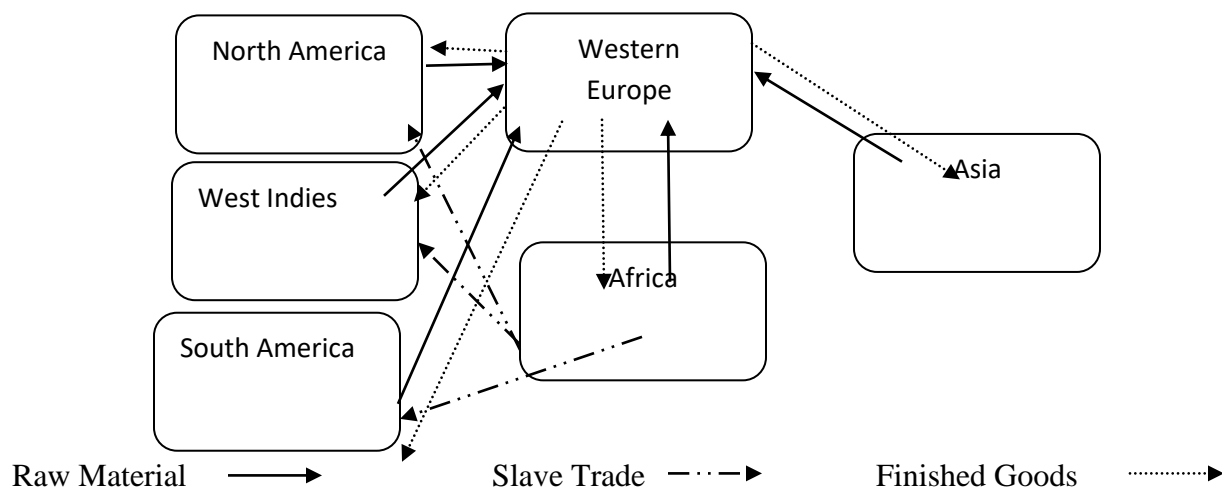 North America
Western
Europe
Asia
West Indies
Africa
South America
Raw Material Slave Trade Finished Goods